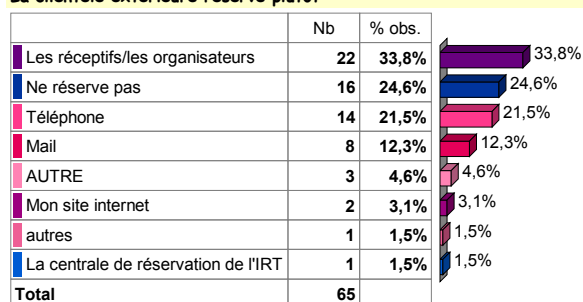 La clientèle extérieure réserve plutôt
Nb % obs.
Les réceptifs/les organisateurs 22 33,8% 33,8%
Ne réserve pas 16 24,6% 24,6%
Téléphone 14 21,5% 21,5%
Mail 8 12,3% 12,3%
AUTRE 3 4,6% 4,6%
Mon site internet 2 3,1% 3,1%
autres 1 1,5% 1,5%
La centrale de réservation de l'IRT 1 1,5% 1,5%
Total 65